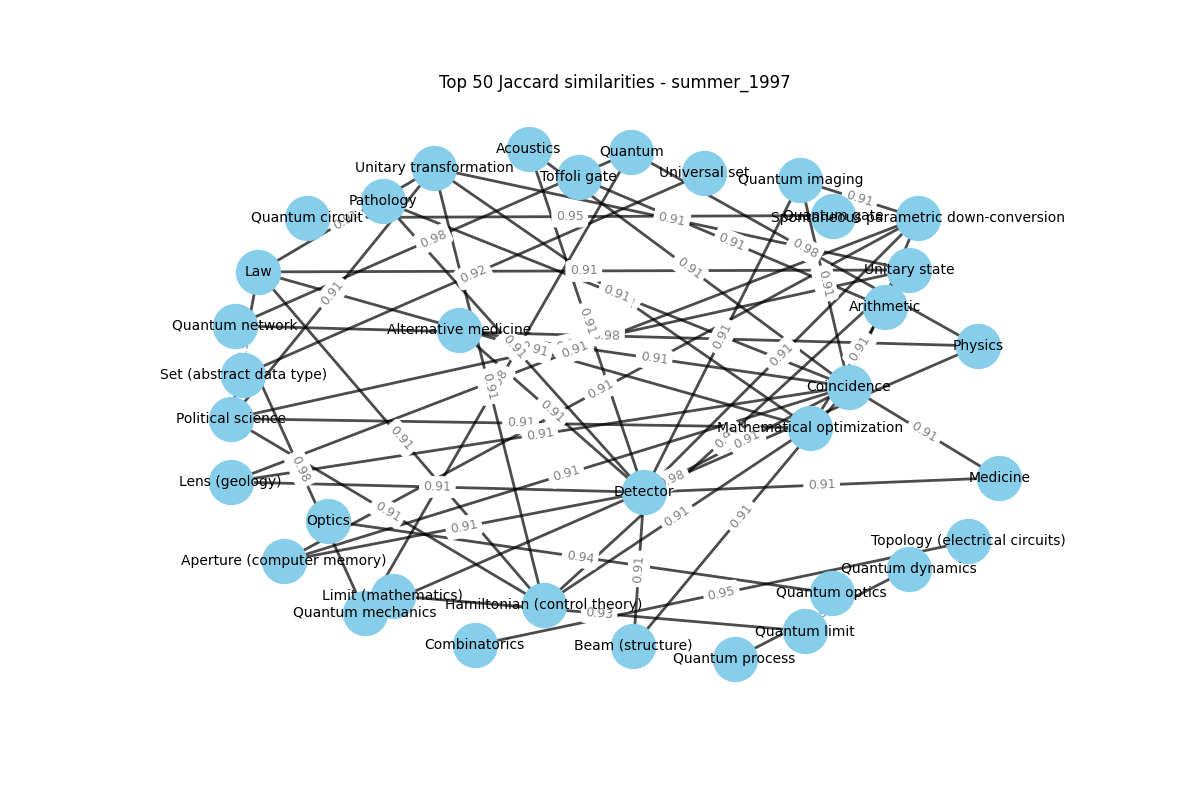 Top 50 Jaccard similarities - summer_1997
Acoustics
Quantum
Unitary transformation
Toffoli gate
Universal set
Quantum imaging
Pathology
0.91
Quantum circuit
0.95
0.91
Quantum gate
Spontaneous parametric down-conversion
0.98
0.91
0.98
Law
0.92
0.91
0.91
Unitary state
0.91
0.91
0.91
Arithmetic
Quantum network
Alternative medicine
0.91
0.91
0.98
Physics
0.91
0.91
0.91
0.91
0.91
0.91
Set (abstract data type)
0.91
0.91
Coincidence
Political science
0.91
0.91
Mathematical optimization
0.91
0.91
0.91
0.91
0.98
0.91
0.98
Lens (geology)
0.91
Detector
0.91
Medicine
0.91
0.91
0.91
Optics
0.91
Topology (electrical circuits)
Aperture (computer memory)
0.94
0.91
Quantum dynamics
Limit (mathematics)
0.95
Quantum optics
Quantum mechanics
Hamiltonian (control theory)
0.93
Combinatorics
Beam (structure)
Quantum limit
Quantum process